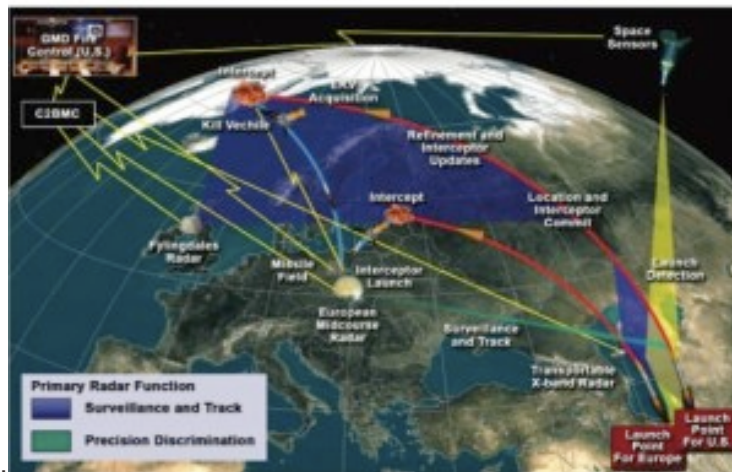 GMD Fire
Control (U.S.)
Space
Sensors
C2BMC
Intercept
EKV
Acquisition
Kill Vechile
Refinement and
Interceptor
Updates
Intercept
Location and
Interceptor
Commit
Fylingdales
Radar
Missile
Field
Interceptor
Launch
Launch
Detection
European
Midcourse
Radar
Surveillance
and Track
Transportable
X-band Radar
Primary Radar Function
Surveillance and Track
Precision Discrimination
Launch
Point
For Europe
Launch
Point
For U.S.